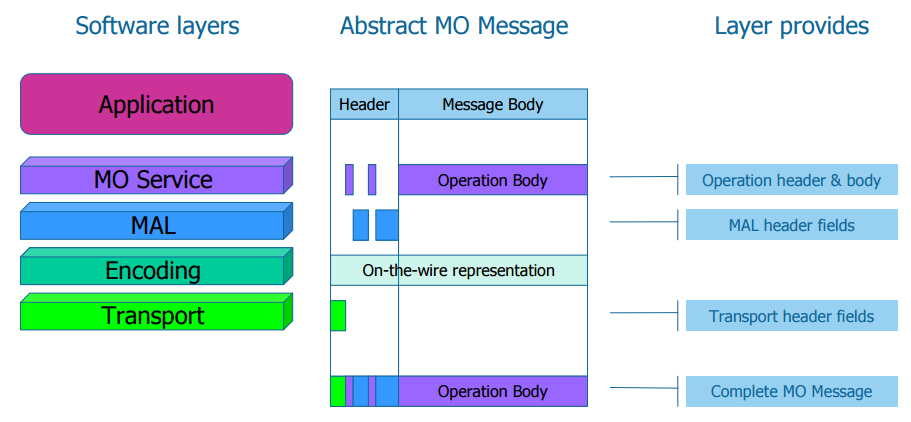 Software layers
Abstract MO Message
Layer provides
Application
Header
Message Body
MO Service
Operation Body
Operation header & body
MAL
MAL header fields
Encoding
On-the-wire representation
Transport
Transport header fields
Operation Body
Complete MO Message